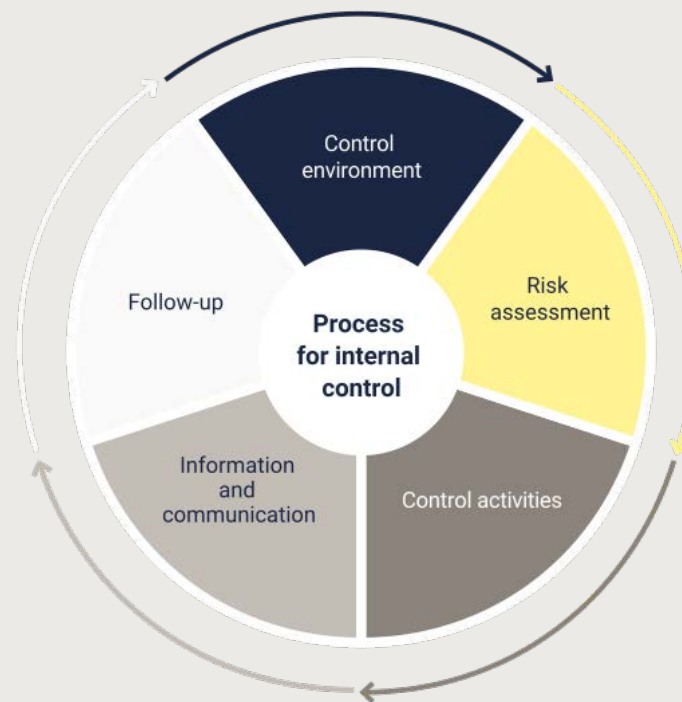 Control
environment
Risk
assessment
Control activities
Information
and
communication
Follow-up
Process
for internal
control